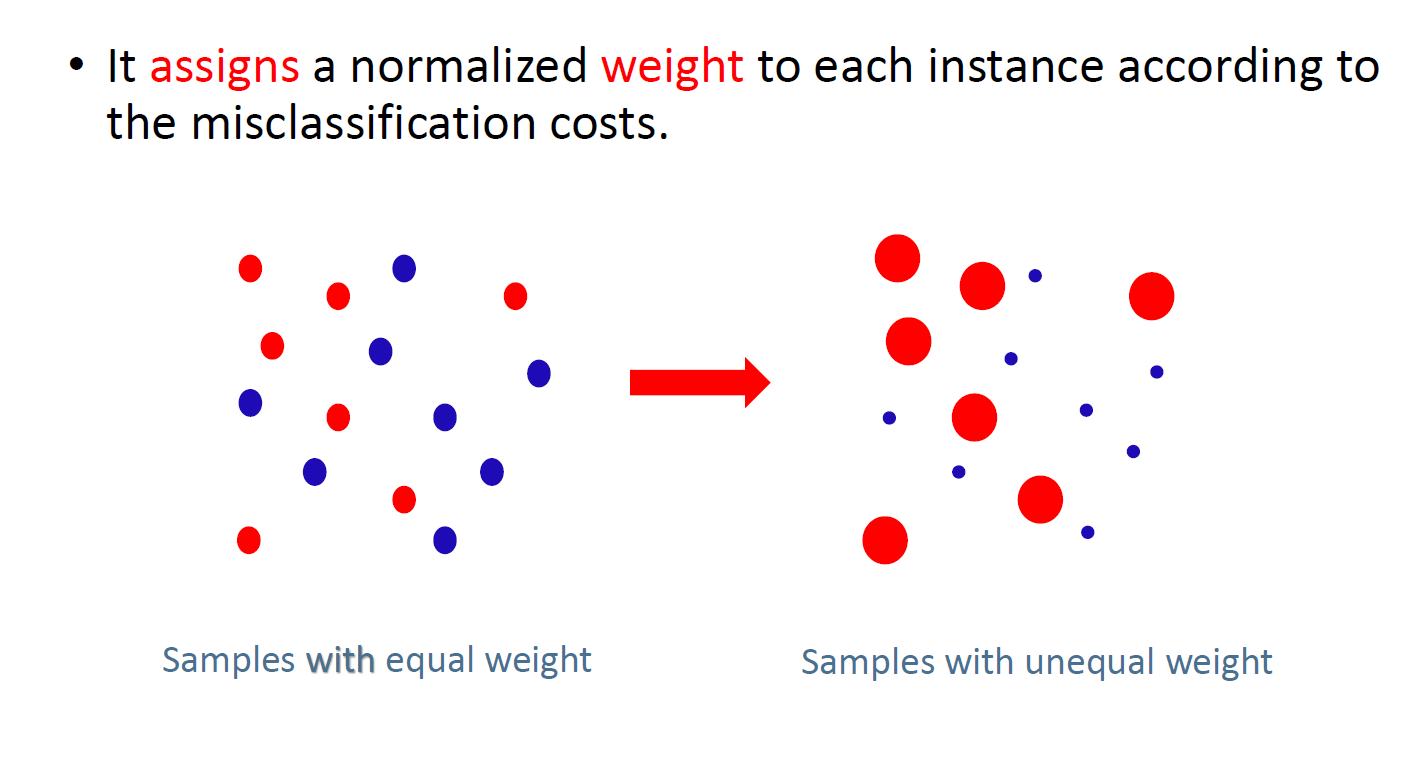 • It assigns a normalized weight to each instance according to
the misclassification costs.
Samples with equal weight
Samples with unequal weight